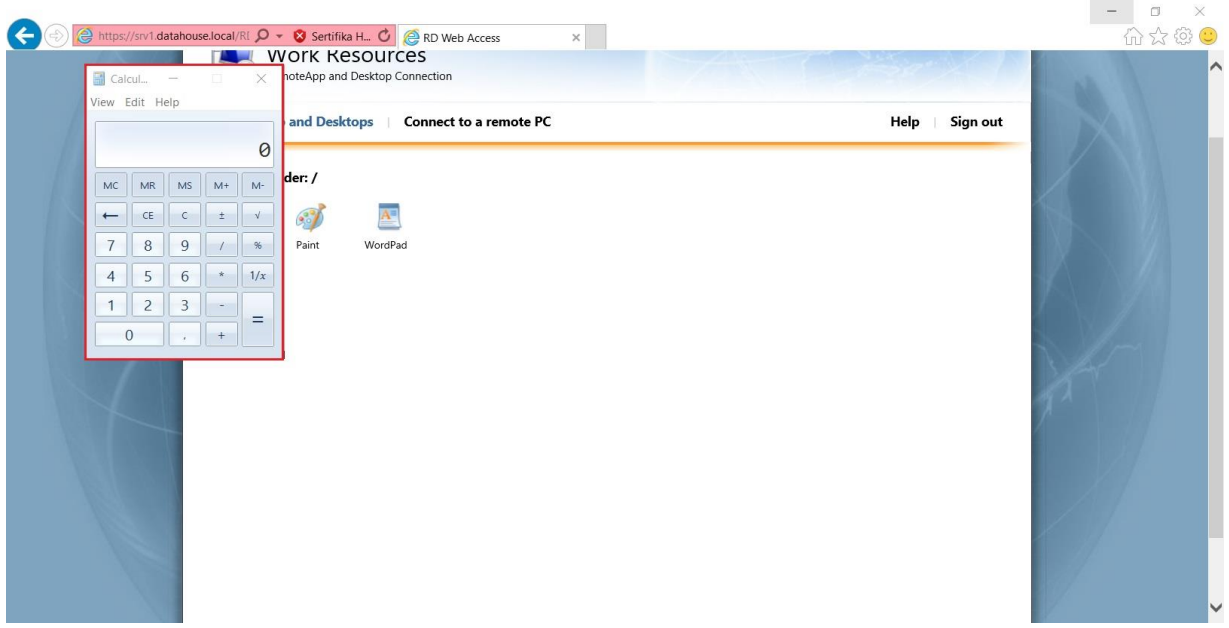 https://srv1.datahouse.local/RI
Sertifika H...
RD Web Access
Work Resources
and Desktop Connection
and Desktops | Connect to a remote PC
Help | Sign out
/
Paint
WordPad
Calcul...
View Edit Help
0
MC MR MS M+ M-
← CE C ± √
7 8 9 / %
4 5 6 * 1/x
1 2 3 - =
0 , +